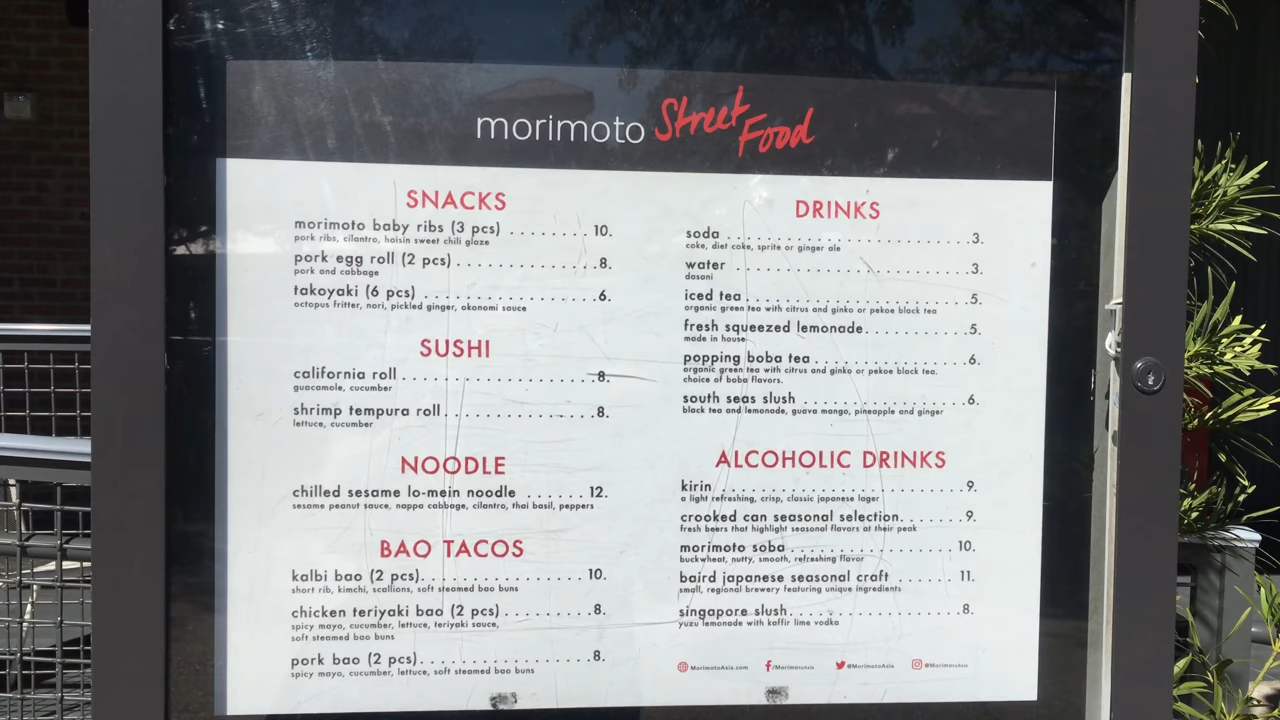 morimoto Street Food
SNACKS
morimoto baby ribs (3 pcs) ........ 10.
pork ribs, cilantro, hoisin sweet chili glaze
pork egg roll (2 pcs) .............. 8.
pork and cabbage
takoyaki (6 pcs) ................. 6.
octopus fritter, nori, pickled ginger, okonomi sauce
SUSHI
california roll .................... 8.
guacamole, cucumber
shrimp tempura roll ............... 8.
lettuce, cucumber
NOODLE
chilled sesame lo-mein noodle ...... 12.
sesame peanut sauce, nappa cabbage, cilantro, thai basil, peppers
BAO TACOS
kalbi bao (2 pcs) ................ 10.
short rib, kimchi, scallions, soft steamed bao buns
chicken teriyaki bao (2 pcs) ........ 8.
spicy mayo, cucumber, lettuce, teriyaki sauce,
soft steamed bao buns
pork bao (2 pcs) ................. 8.
spicy mayo, cucumber, lettuce, soft steamed bao buns
DRINKS
soda ............................ 3.
coke, diet coke, sprite or ginger ale
water .......................... 3.
dasani
iced tea ......................... 5.
organic green tea with citrus and ginko or pekoe black tea
fresh squeezed lemonade ........... 5.
made in house
popping boba tea ................. 6.
organic green tea with citrus and ginko or pekoe black tea.
choice of boba flavors.
south seas slush .................. 6.
black tea and lemonade, guava mango, pineapple and ginger
ALCOHOLIC DRINKS
kirin ............................ 9.
a light refreshing, crisp, classic japanese lager
crooked can seasonal selection ...... 9.
fresh beers that highlight seasonal flavors at their peak
morimoto soba .................. 10.
buckwheat, nutty, smooth, refreshing flavor
baird japanese seasonal craft ...... 11.
small, regional brewery featuring unique ingredients
singapore slush ................... 8.
yuzu lemonade with kaffir lime vodka
MorimotoAsia.com /MorimotoAsia @MorimotoAsia @MorimotoAsia